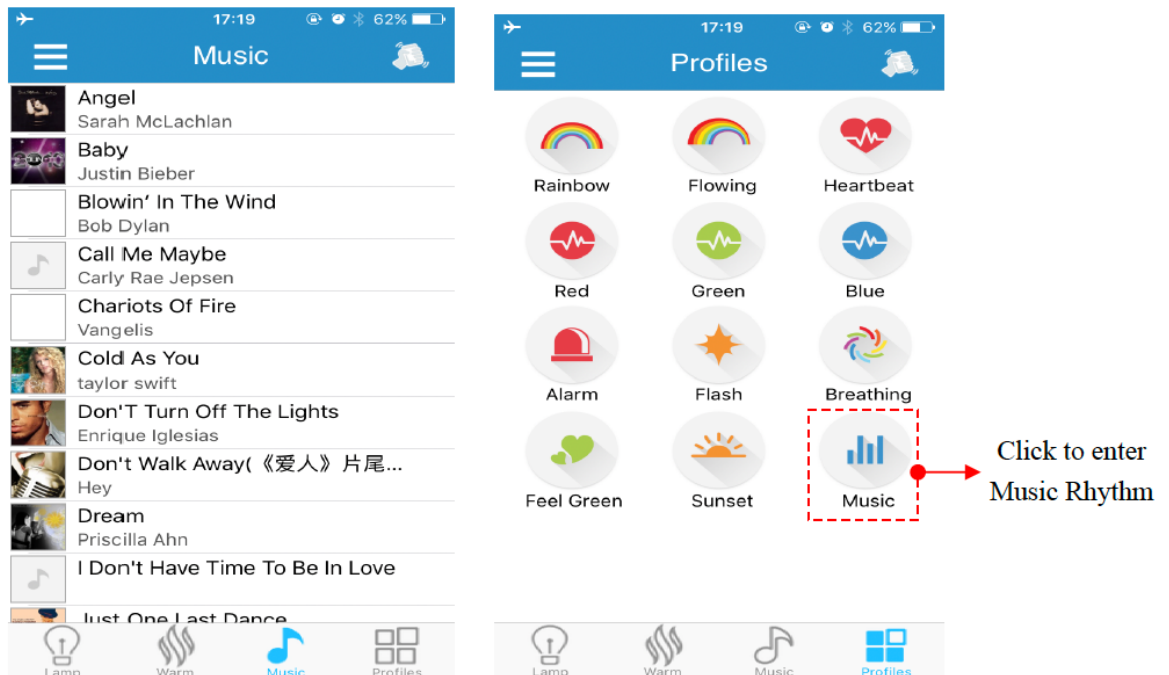 17:19
62%
Music
Angel
Sarah McLachlan
Baby
Justin Bieber
Blowin' In The Wind
Bob Dylan
Call Me Maybe
Carly Rae Jepsen
Chariots Of Fire
Vangelis
Cold As You
taylor swift
Don'T Turn Off The Lights
Enrique Iglesias
Don't Walk Away(《爱人》片尾...
Hey
Dream
Priscilla Ahn
I Don't Have Time To Be In Love
Just One Last Dance
Lamp Warm Music Profiles
17:19
62%
Profiles
Rainbow Flowing Heartbeat
Red Green Blue
Alarm Flash Breathing
Feel Green Sunset Music
Lamp Warm Music Profiles
Click to enter
Music Rhythm